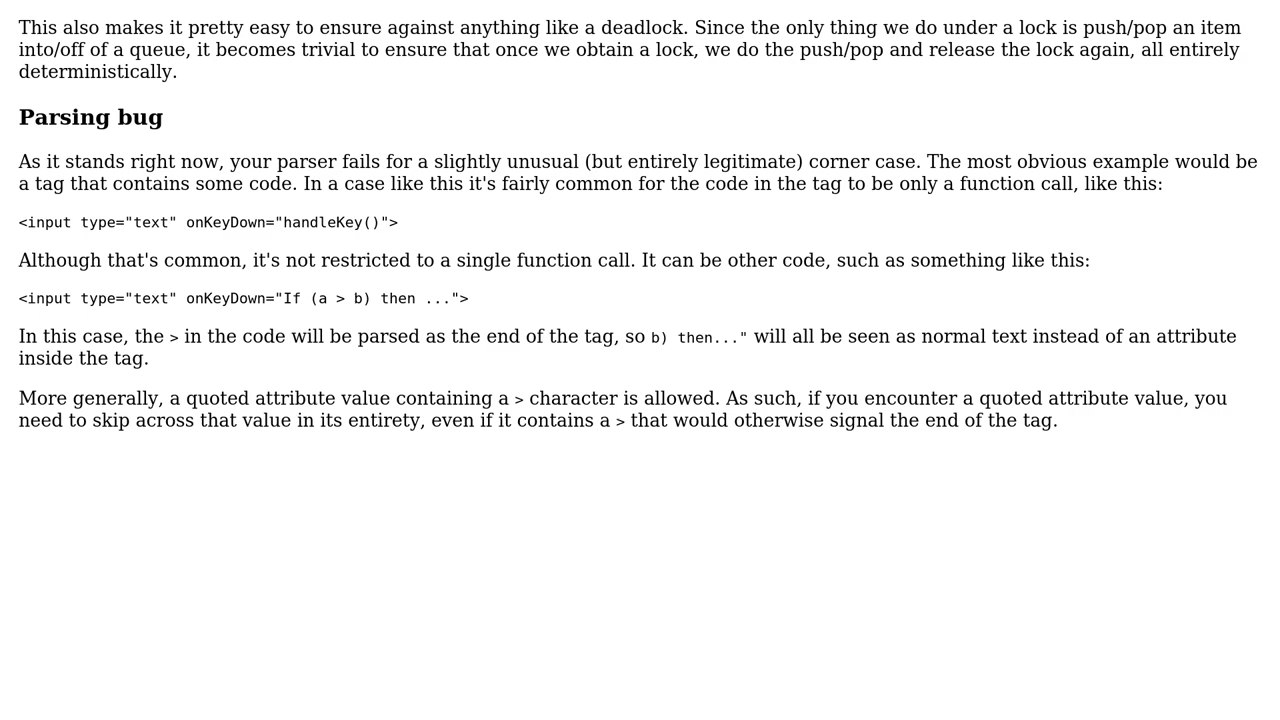 This also makes it pretty easy to ensure against anything like a deadlock. Since the only thing we do under a lock is push/pop an item
into/off of a queue, it becomes trivial to ensure that once we obtain a lock, we do the push/pop and release the lock again, all entirely
deterministically.
Parsing bug
As it stands right now, your parser fails for a slightly unusual (but entirely legitimate) corner case. The most obvious example would be
a tag that contains some code. In a case like this it's fairly common for the code in the tag to be only a function call, like this:
<input type="text" onKeyDown="handleKey()">
Although that's common, it's not restricted to a single function call. It can be other code, such as something like this:
<input type="text" onKeyDown="If (a > b) then ...">
In this case, the > in the code will be parsed as the end of the tag, so b) then..." will all be seen as normal text instead of an attribute
inside the tag.
More generally, a quoted attribute value containing a > character is allowed. As such, if you encounter a quoted attribute value, you
need to skip across that value in its entirety, even if it contains a > that would otherwise signal the end of the tag.